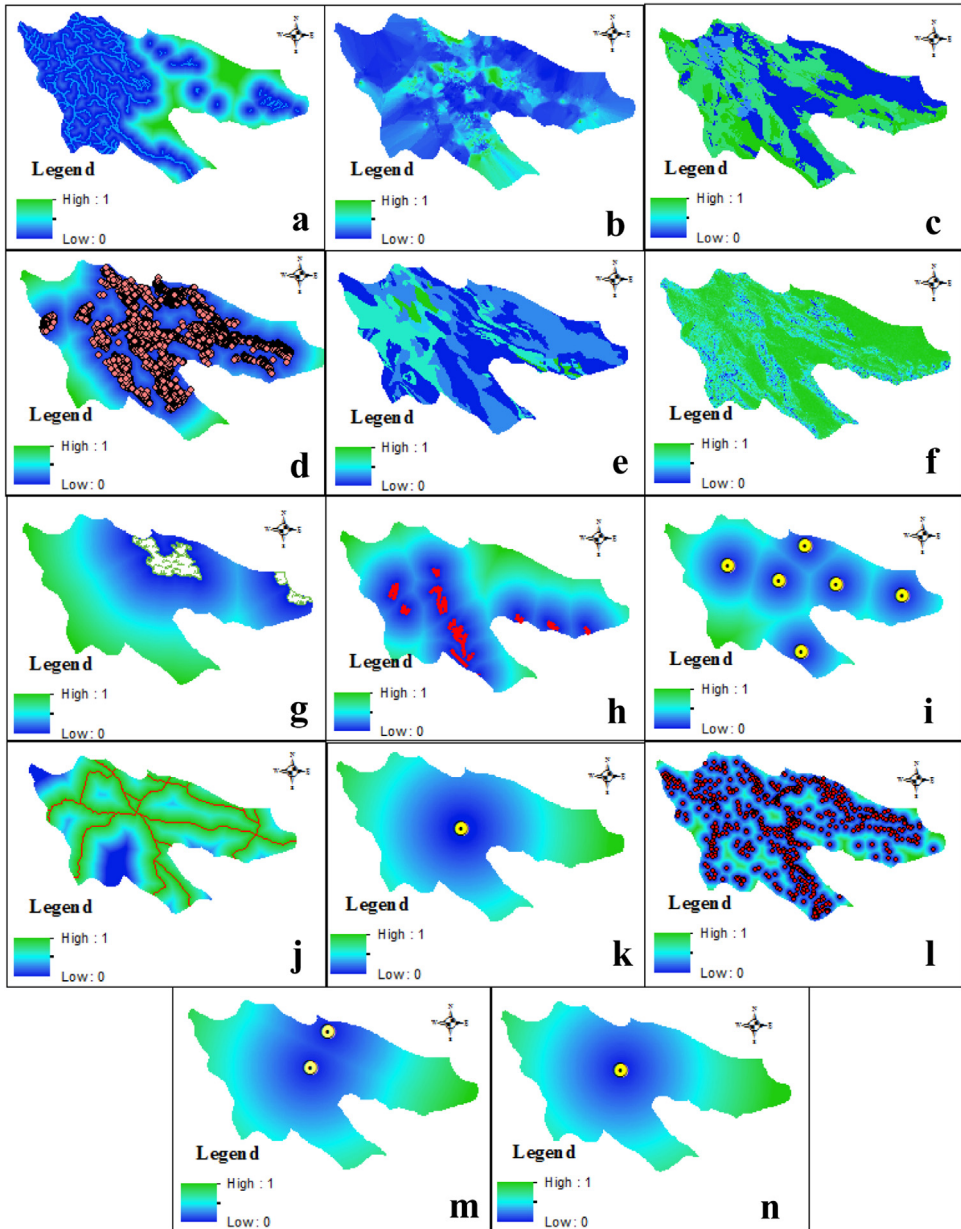 N
W E
S
Legend
High : 1
Low : 0
a
N
W E
S
Legend
High : 1
Low : 0
b
N
W E
S
Legend
High : 1
Low : 0
c
N
W E
S
Legend
High : 1
Low : 0
d
N
W E
S
Legend
High : 1
Low : 0
e
N
W E
S
Legend
High : 1
Low : 0
f
N
W E
S
Legend
High : 1
Low : 0
g
N
W E
S
Legend
High : 1
Low : 0
h
N
W E
S
Legend
High : 1
Low : 0
i
N
W E
S
Legend
High : 1
Low : 0
j
N
W E
S
Legend
High : 1
Low : 0
k
N
W E
S
Legend
High : 1
Low : 0
l
N
W E
S
Legend
High : 1
Low : 0
m
N
W E
S
Legend
High : 1
Low : 0
n